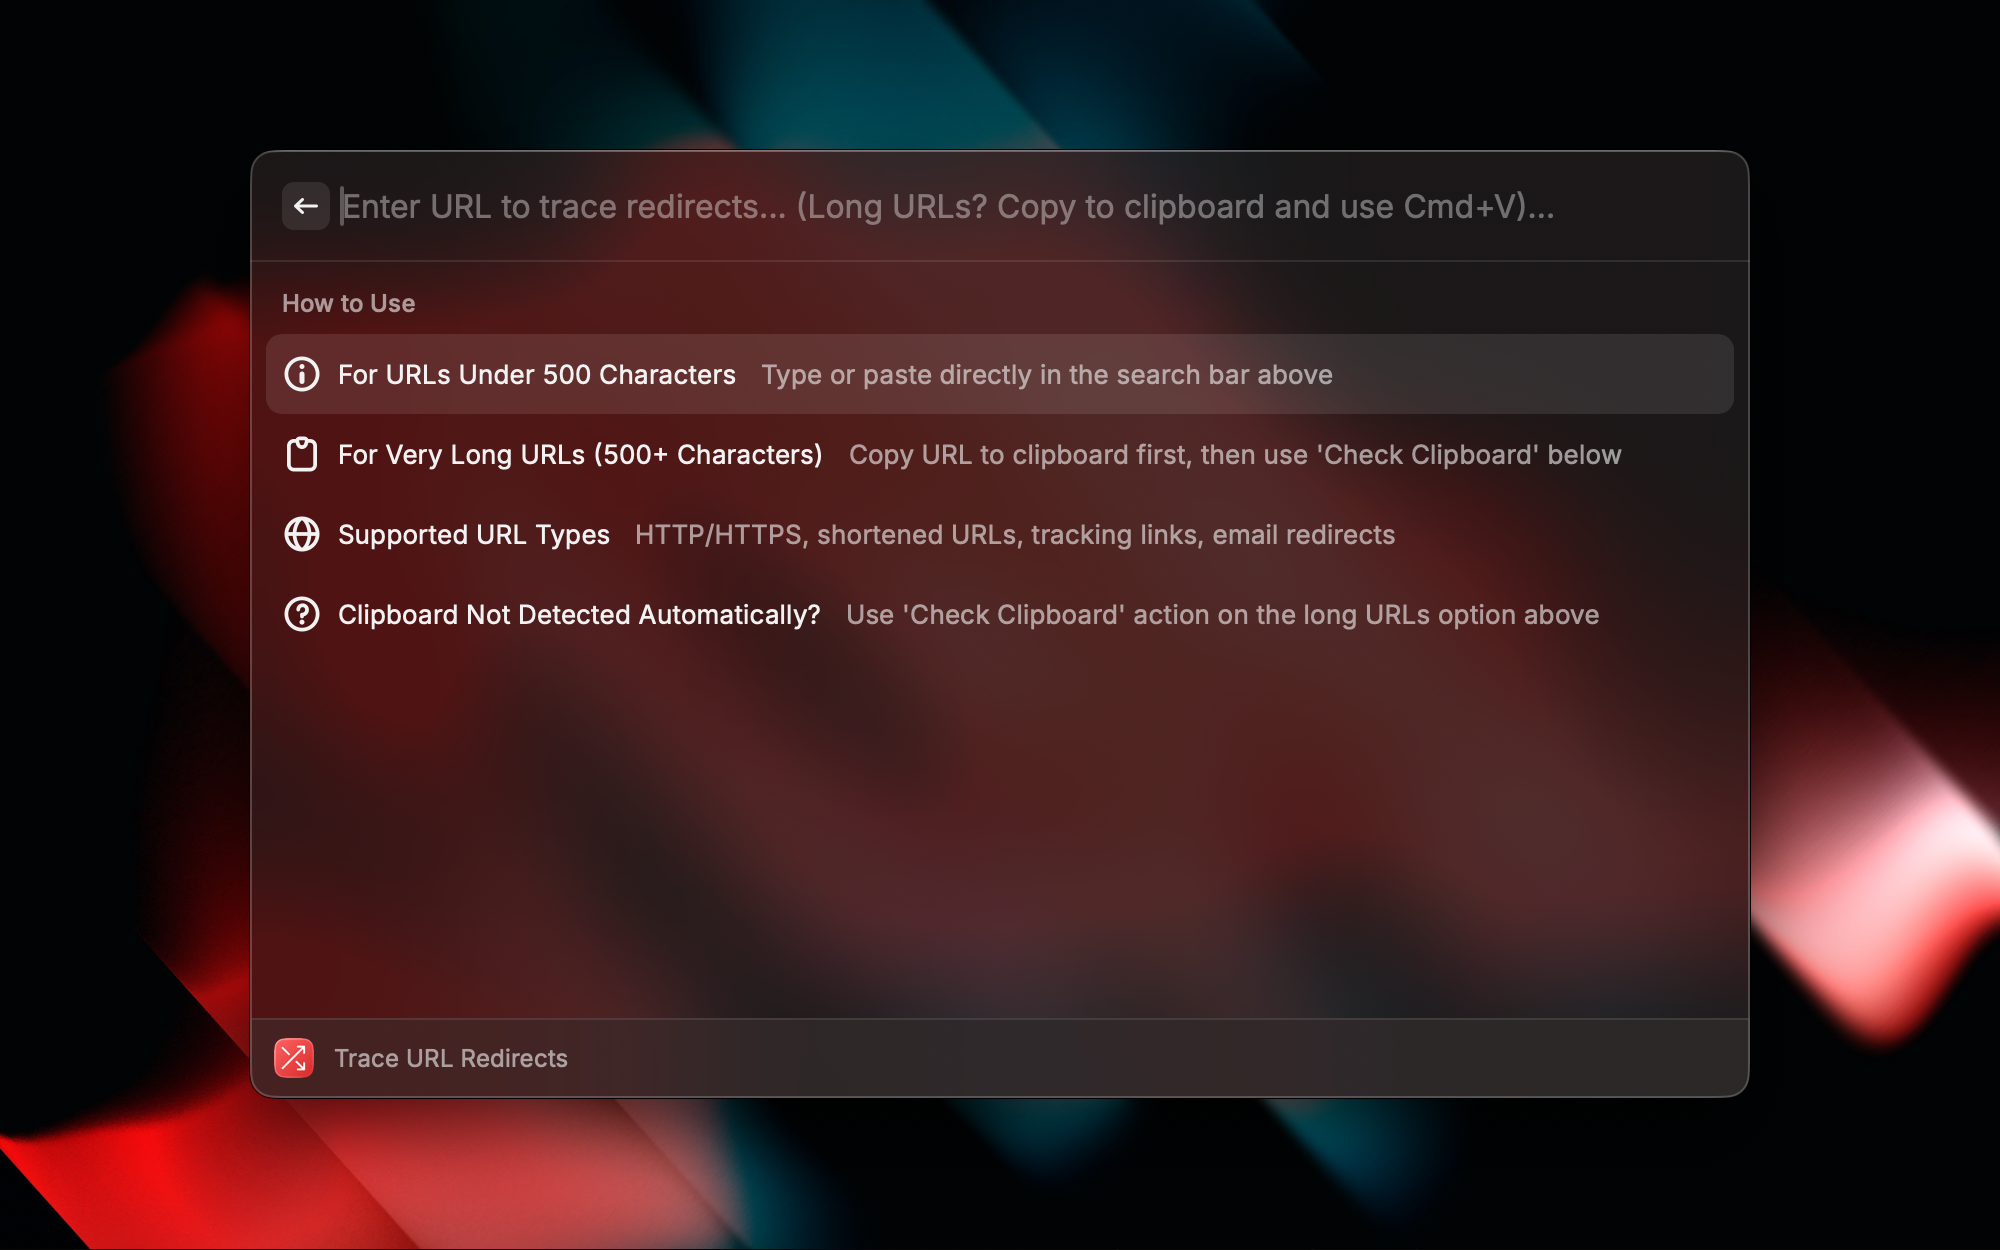 Enter URL to trace redirects... (Long URLs? Copy to clipboard and use Cmd+V)...
How to Use
For URLs Under 500 Characters Type or paste directly in the search bar above
For Very Long URLs (500+ Characters) Copy URL to clipboard first, then use 'Check Clipboard' below
Supported URL Types HTTP/HTTPS, shortened URLs, tracking links, email redirects
Clipboard Not Detected Automatically? Use 'Check Clipboard' action on the long URLs option above
Trace URL Redirects